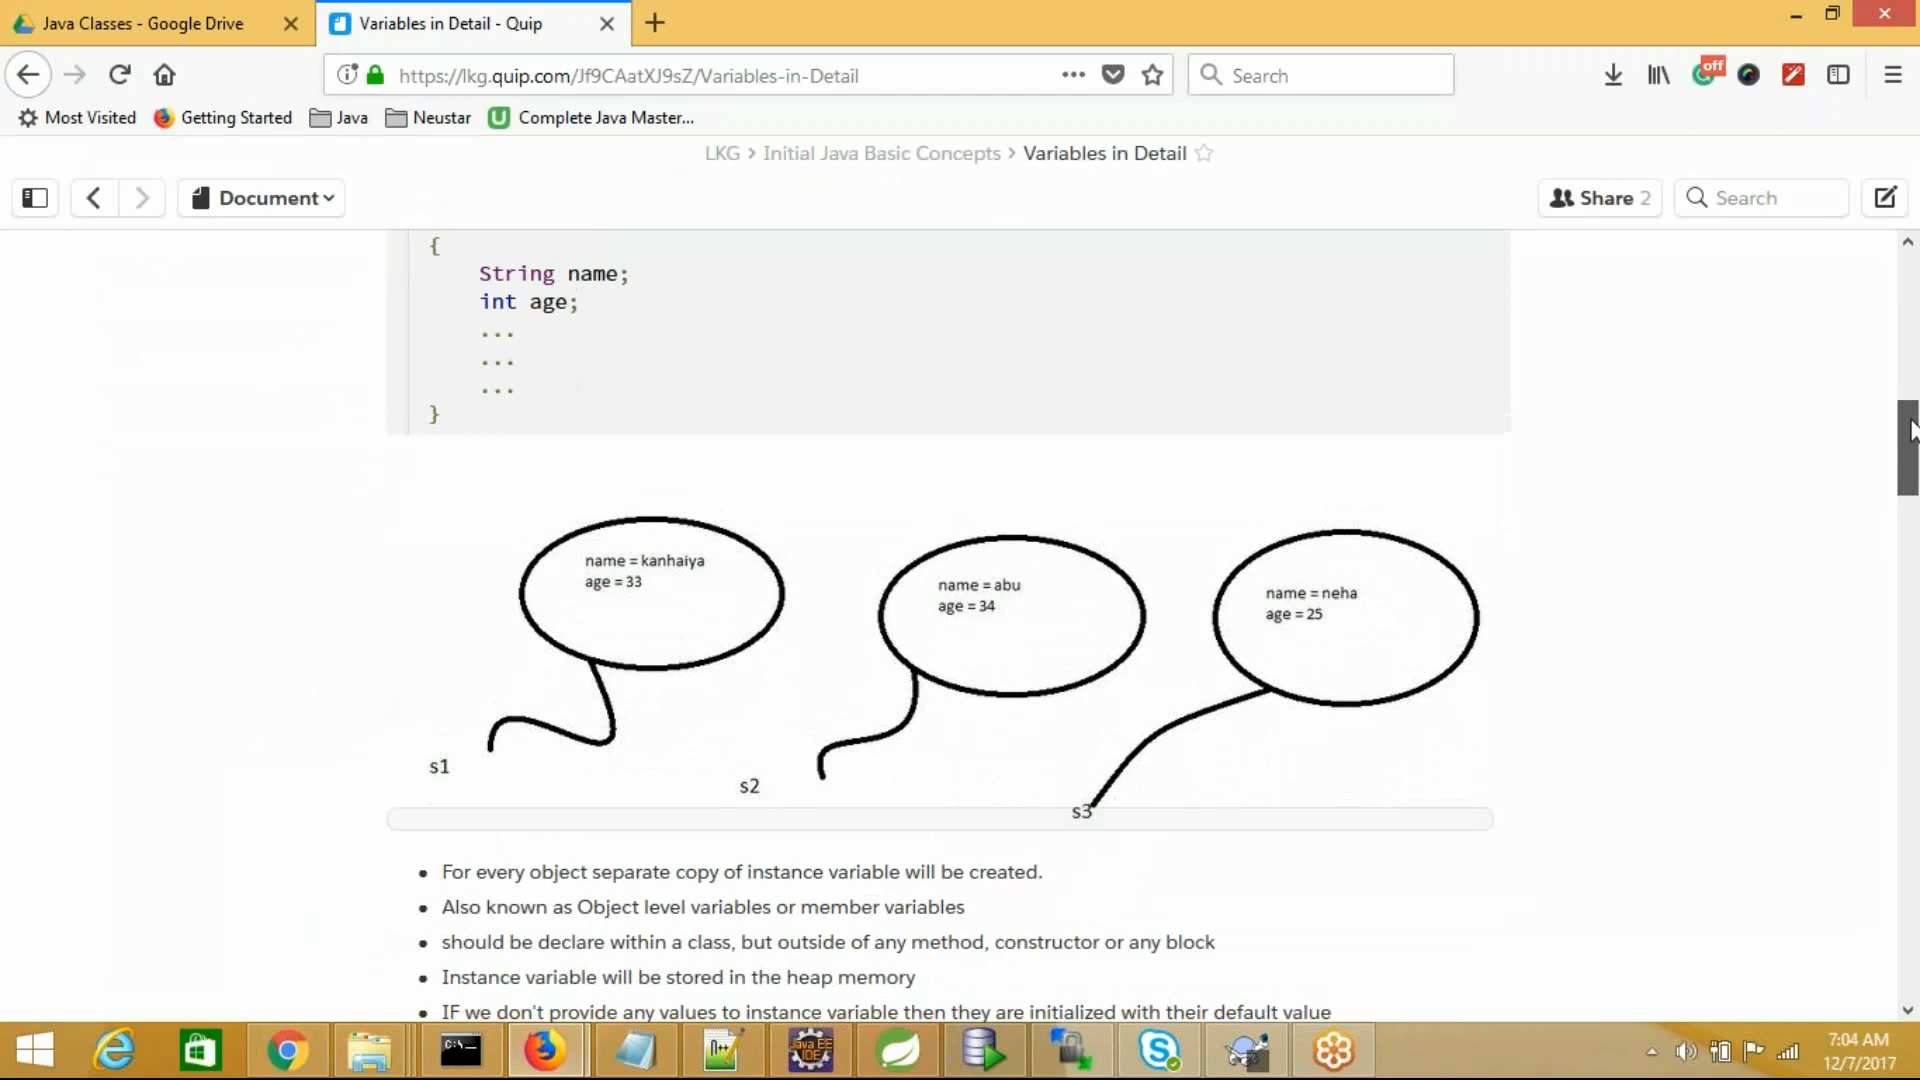 Java Classes - Google Drive
Variables in Detail - Quip
https://lkg.quip.com/Jf9CAatXJ9sZ/Variables-in-Detail
Search
off
Most Visited
Getting Started
Java
Neustar
Complete Java Master...
LKG > Initial Java Basic Concepts > Variables in Detail
Document
Share 2
Search
{
String name;
int age;
...
...
...
}
name = kanhaiya
age = 33
name = abu
age = 34
name = neha
age = 25
s1
s2
s3
• For every object separate copy of instance variable will be created.
• Also known as Object level variables or member variables
• should be declare within a class, but outside of any method, constructor or any block
• Instance variable will be stored in the heap memory
• IF we don't provide any values to instance variable then they are initialized with their default value
C:\_
Java EE
IDE
7:04 AM
12/7/2017